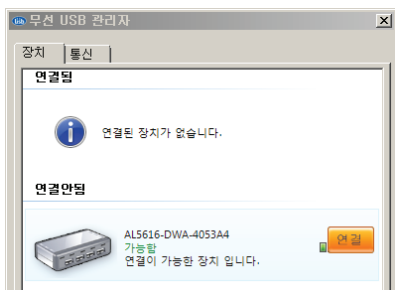 무선 USB 관리자
장치
통신
연결됨
연결된 장치가 없습니다.
연결안됨
AL5616-DWA-4053A4
가능함
연결이 가능한 장치 입니다.
연결